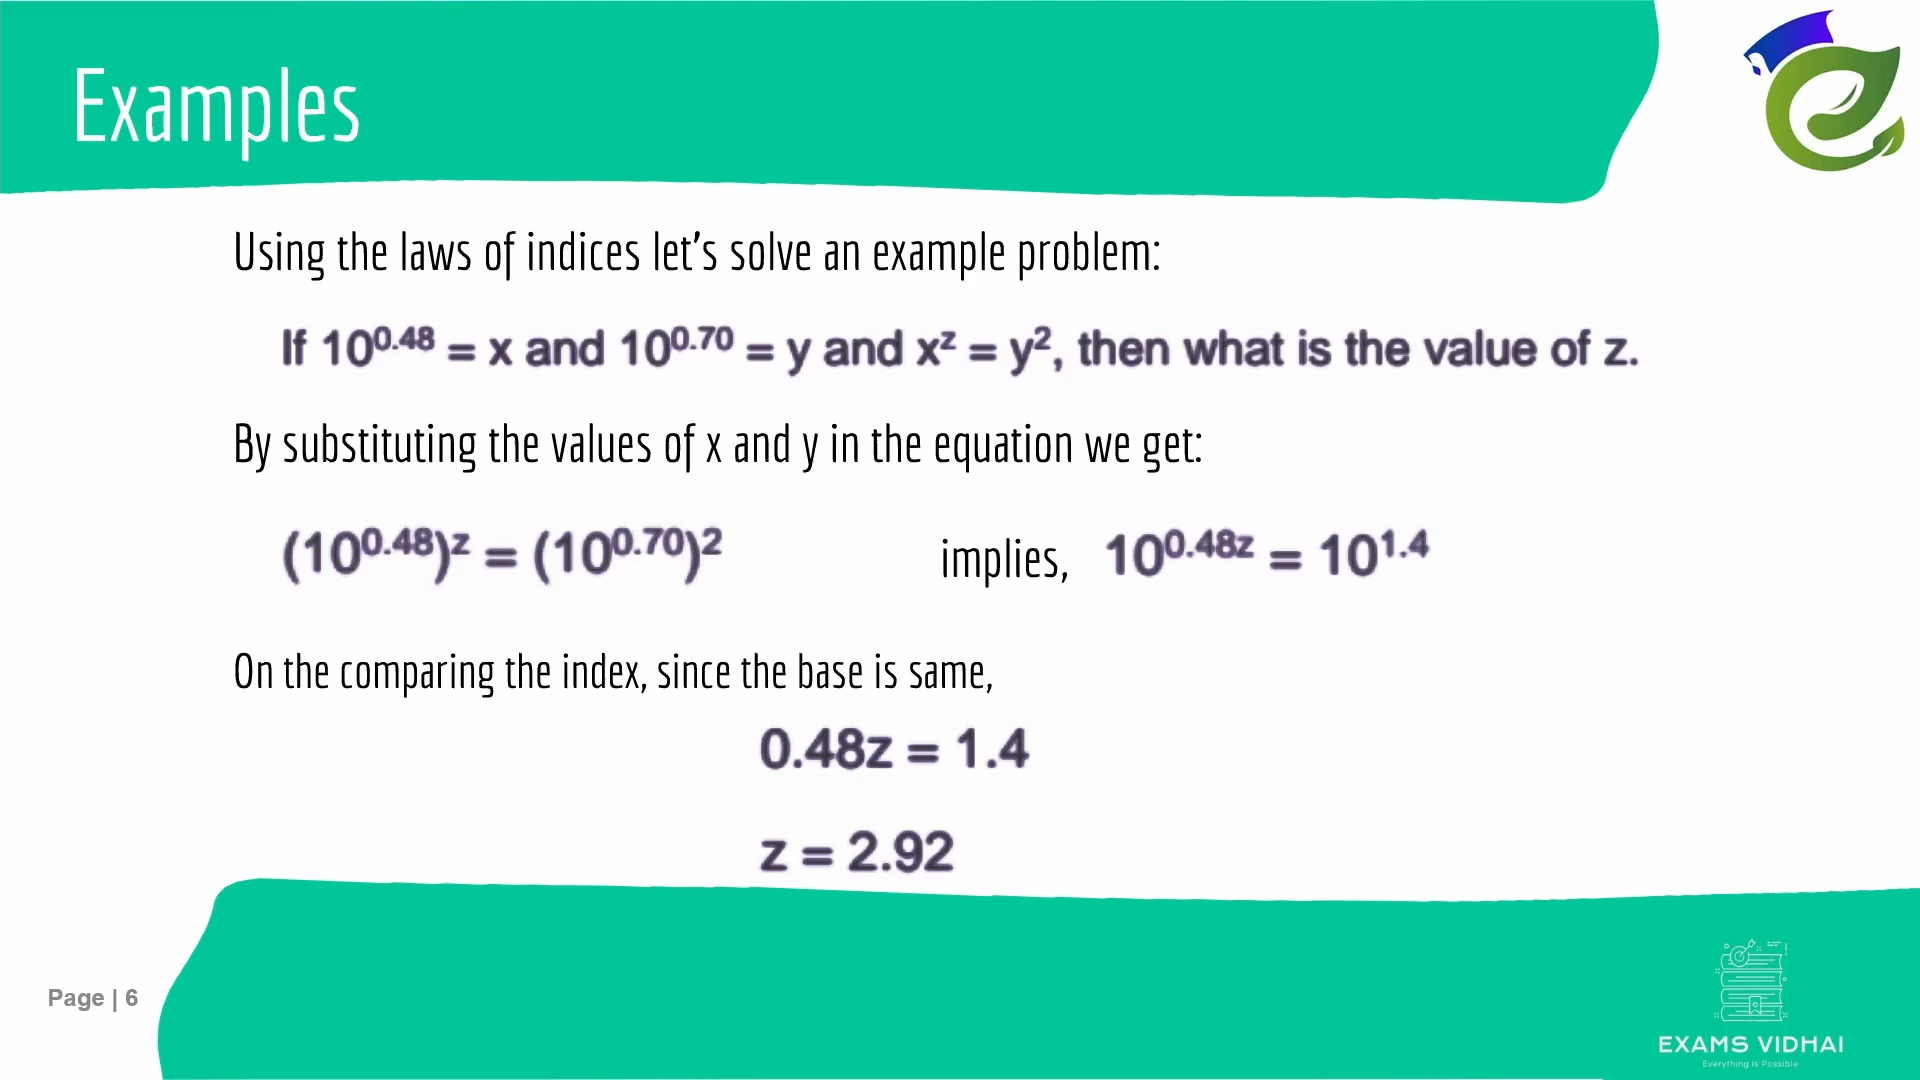 Examples
Using the laws of indices let's solve an example problem:
If 10^0.48 = x and 10^0.70 = y and x^z = y^2, then what is the value of z.
By substituting the values of x and y in the equation we get:
(10^0.48)^z = (10^0.70)^2 implies, 10^0.48z = 10^1.4
On the comparing the index, since the base is same,
0.48z = 1.4
z = 2.92
Page | 6
EXAMS VIDHAI
Everything is Possible